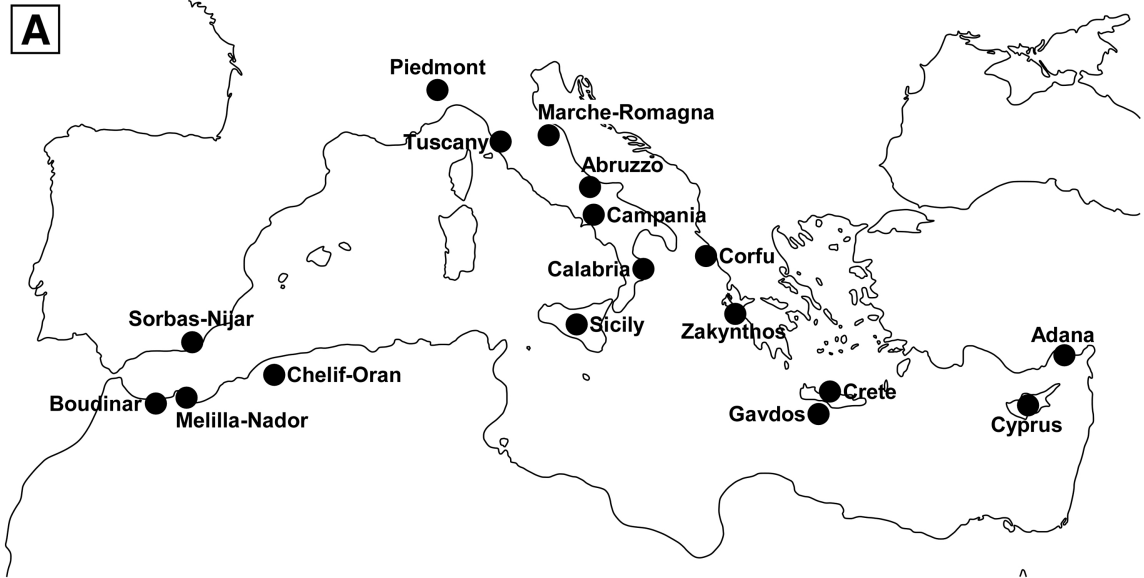 A
Piedmont
Marche-Romagna
Tuscany
Abruzzo
Campania
Corfu
Calabria
Sorbas-Nijar
Sicily
Zakynthos
Adana
Chelif-Oran
Boudinar
Crete
Melilla-Nador
Gavdos
Cyprus